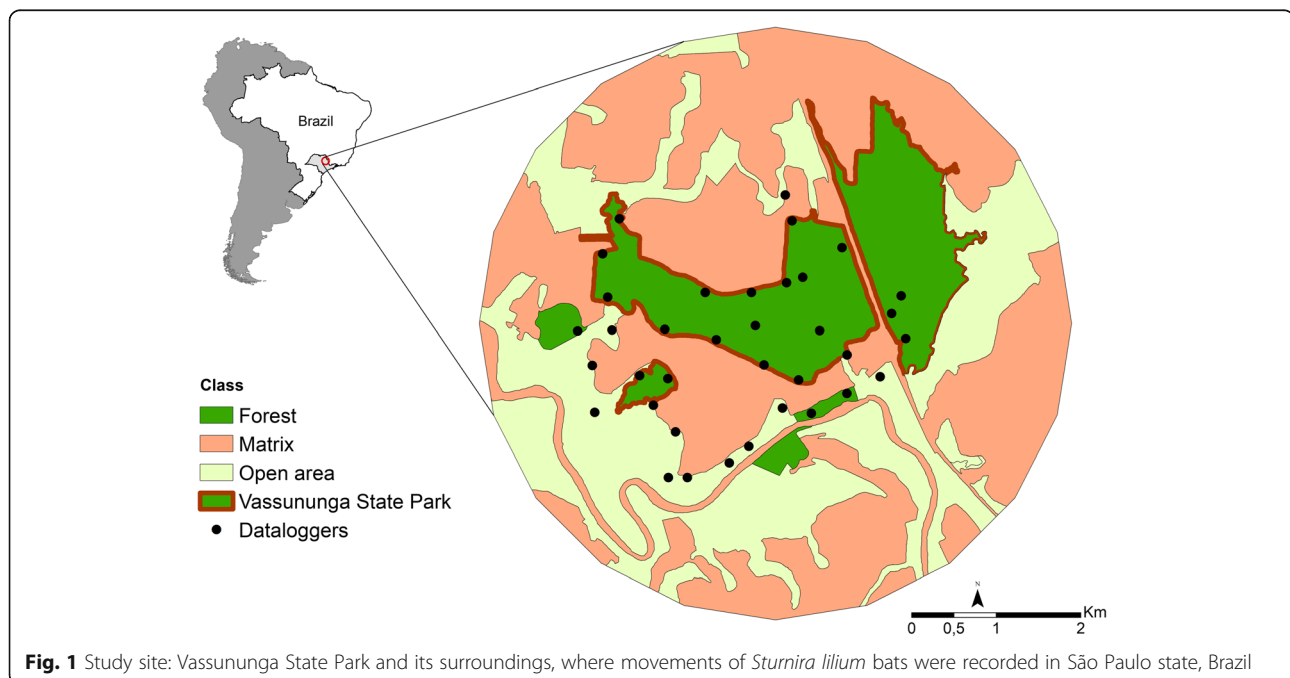 Brazil
Class
Forest
Matrix
Open area
Vassununga State Park
Dataloggers
N
Km
0 0,5 1 2
Fig. 1 Study site: Vassununga State Park and its surroundings, where movements of Sturnira lilium bats were recorded in São Paulo state, Brazil